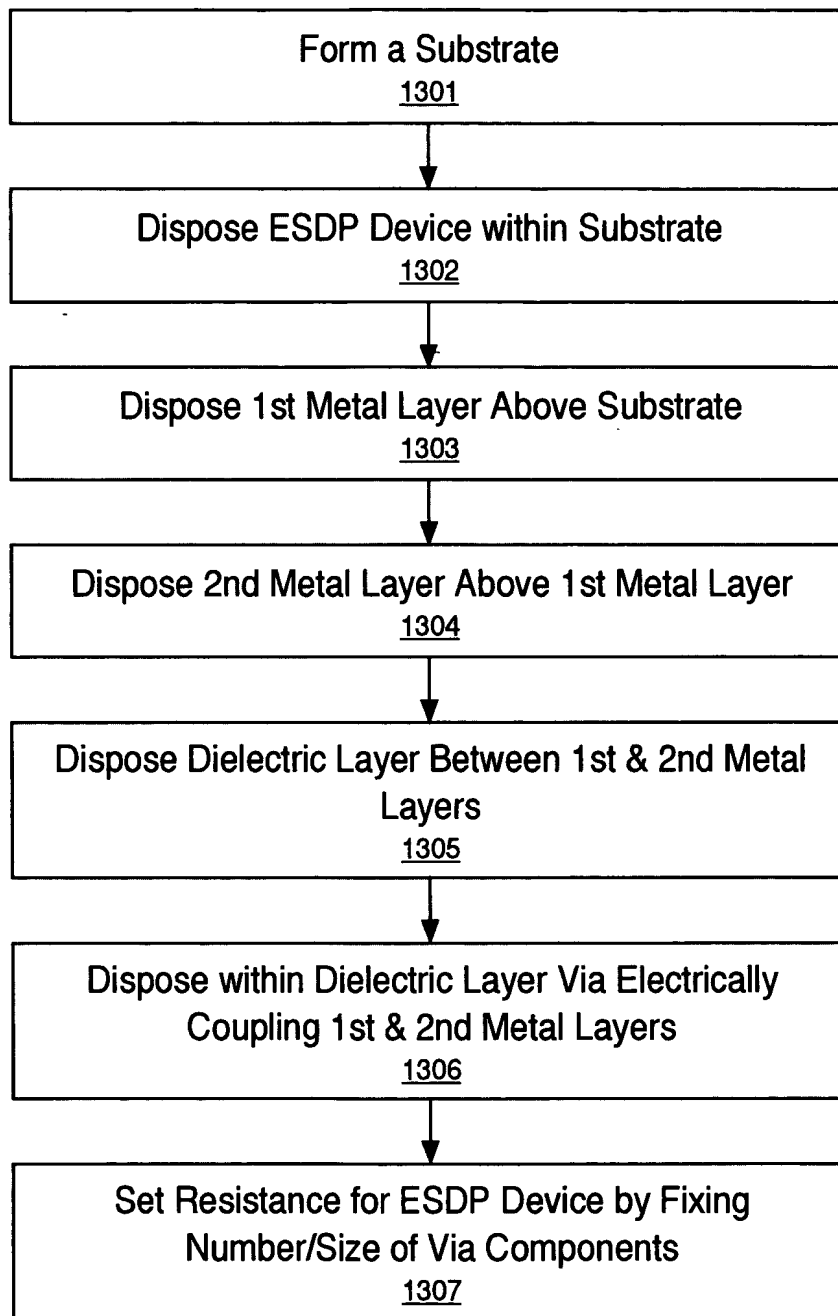 Form a Substrate
1301
Dispose ESDP Device within Substrate
1302
Dispose 1st Metal Layer Above Substrate
1303
Dispose 2nd Metal Layer Above 1st Metal Layer
1304
Dispose Dielectric Layer Between 1st & 2nd Metal
Layers
1305
Dispose within Dielectric Layer Via Electrically
Coupling 1st & 2nd Metal Layers
1306
Set Resistance for ESDP Device by Fixing
Number/Size of Via Components
1307